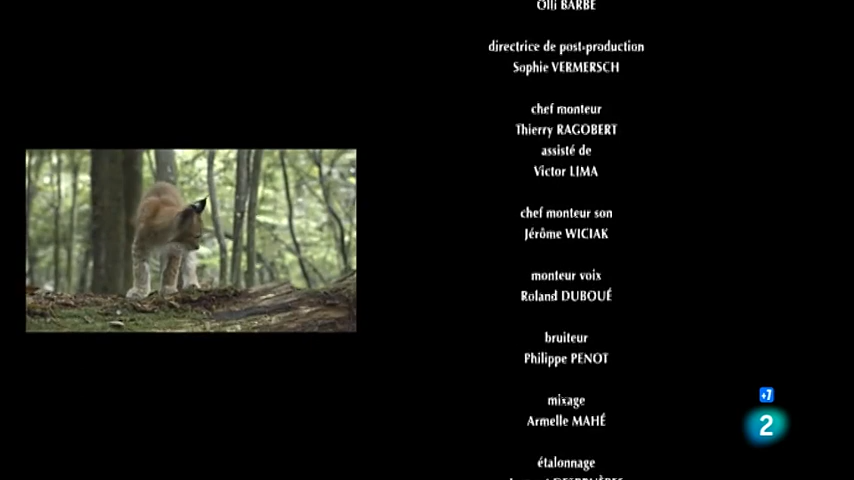 Olli BARBE
directrice de post-production
Sophie VERMERSCH
chef monteur
Thierry RAGOBERT
assisté de
Victor LIMA
chef monteur son
Jérôme WICIAK
monteur voix
Roland DUBOUÉ
bruiteur
Philippe PENOT
mixage
Armelle MAHÉ
étalonnage
+7
2